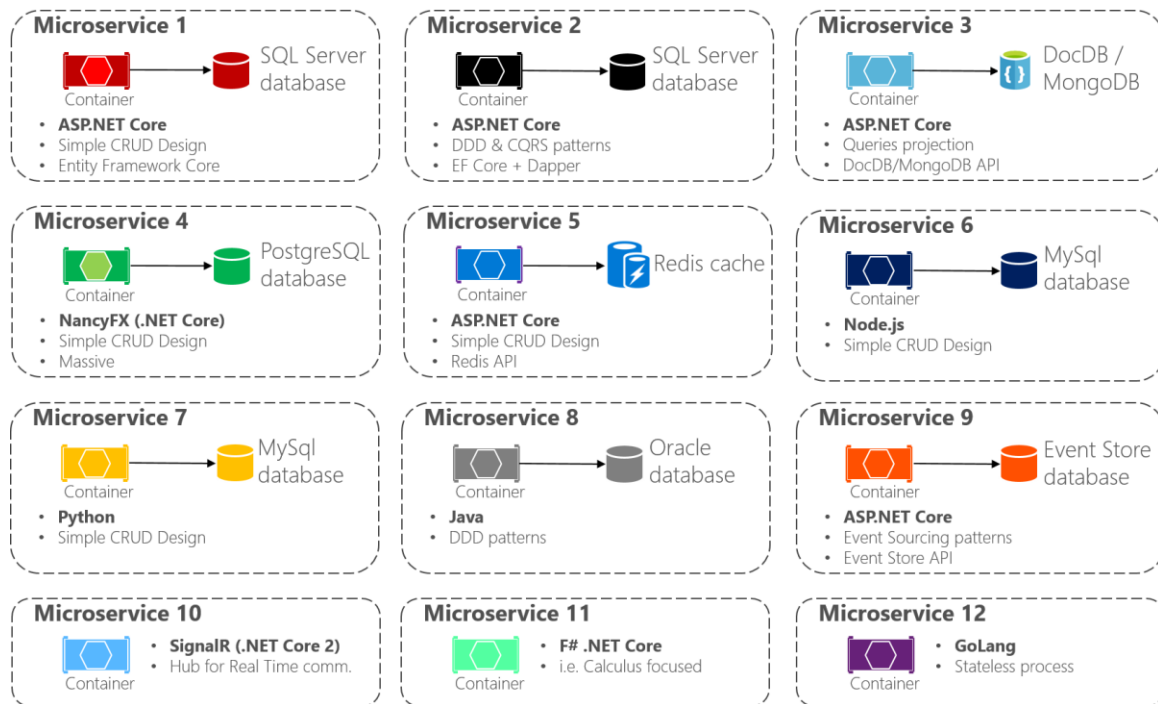 Microservice 1
SQL Server
database
Container
• ASP.NET Core
• Simple CRUD Design
• Entity Framework Core
Microservice 2
SQL Server
database
Container
• ASP.NET Core
• DDD & CQRS patterns
• EF Core + Dapper
Microservice 3
{ }
DocDB /
MongoDB
Container
• ASP.NET Core
• Queries projection
• DocDB/MongoDB API
Microservice 4
PostgreSQL
database
Container
• NancyFX (.NET Core)
• Simple CRUD Design
• Massive
Microservice 5
Redis cache
Container
• ASP.NET Core
• Simple CRUD Design
• Redis API
Microservice 6
MySql
database
Container
• Node.js
• Simple CRUD Design
Microservice 7
MySql
database
Container
• Python
• Simple CRUD Design
Microservice 8
Oracle
database
Container
• Java
• DDD patterns
Microservice 9
Event Store
database
Container
• ASP.NET Core
• Event Sourcing patterns
• Event Store API
Microservice 10
Container
• SignalR (.NET Core 2)
• Hub for Real Time comm.
Microservice 11
Container
• F# .NET Core
• i.e. Calculus focused
Microservice 12
Container
• GoLang
• Stateless process